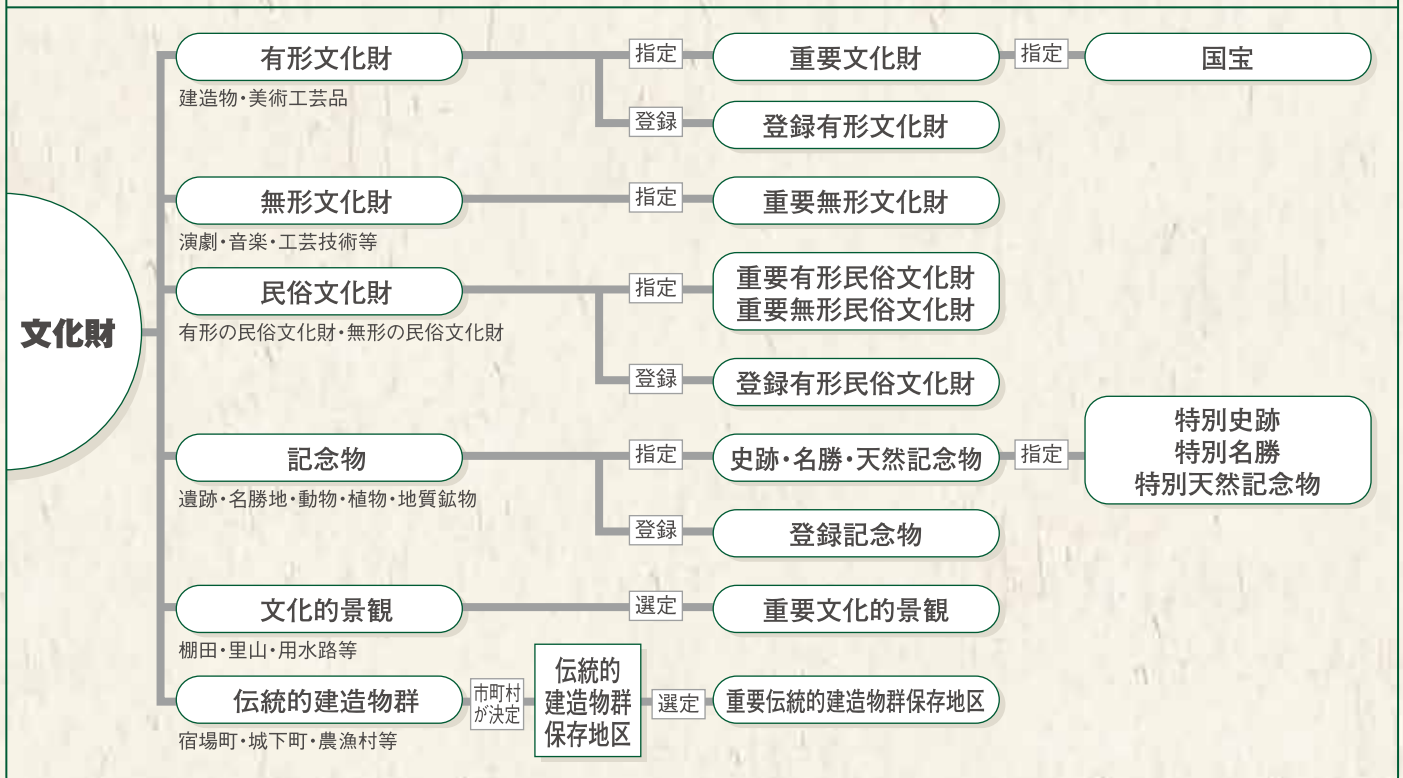 文化財
有形文化財
建造物・美術工芸品
指定
重要文化財
指定
国宝
登録
登録有形文化財
無形文化財
演劇・音楽・工芸技術等
指定
重要無形文化財
民俗文化財
有形の民俗文化財・無形の民俗文化財
指定
重要有形民俗文化財
重要無形民俗文化財
登録
登録有形民俗文化財
記念物
遺跡・名勝地・動物・植物・地質鉱物
指定
史跡・名勝・天然記念物
指定
特別史跡
特別名勝
特別天然記念物
登録
登録記念物
文化的景観
棚田・里山・用水路等
選定
重要文化的景観
伝統的建造物群
宿場町・城下町・農漁村等
市町村
が決定
伝統的
建造物群
保存地区
選定
重要伝統的建造物群保存地区